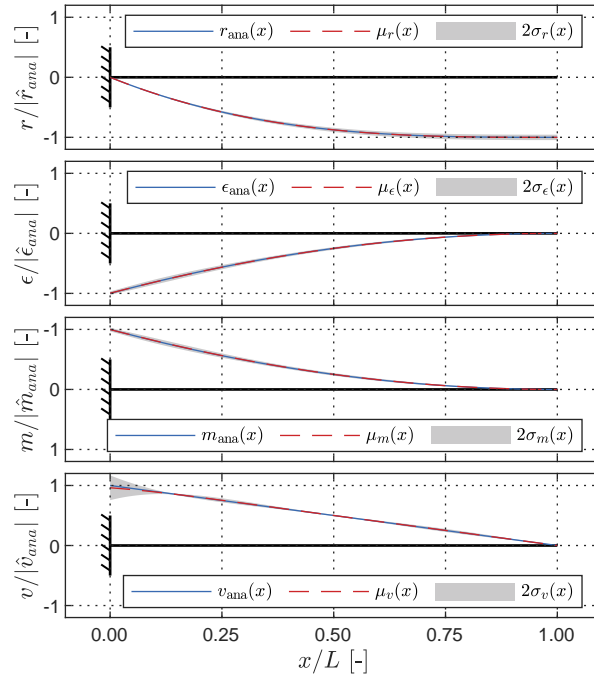 r_ana(x) μ_r(x) 2σ_r(x)
r/|r̂_ana| [-]
1
0
-1
ϵ_ana(x) μ_ϵ(x) 2σ_ϵ(x)
ϵ/|ϵ̂_ana| [-]
1
0
-1
m/|m̂_ana| [-]
-1
0
1
m_ana(x) μ_m(x) 2σ_m(x)
v/|v̂_ana| [-]
1
0
-1
v_ana(x) μ_v(x) 2σ_v(x)
0.00 0.25 0.50 0.75 1.00
x/L [-]